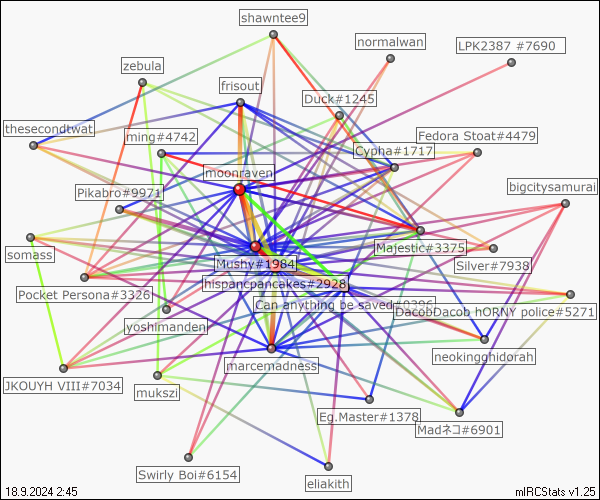 shawntee9
normalwan
LPK2387 #7690
zebula
frisout
Duck#1245
thesecondtwat
ming#4742
Fedora Stoat#4479
Cypha#1717
moonraven
Pikabro#9971
bigcitysamurai
somass
Majestic#3375
Mushy#1984
Silver#7938
hispancpancakes#2928
Pocket Persona#3326
Can anything be saved
DacobDacob hORNY police#5271
yoshimanden
neokingghidorah
marcemadness
JKOUYH VIII#7034
mukszi
Eg.Master#1378
Madネコ#6901
Swirly Boi#6154
eliakith
18.9.2024 2:45
mIRCStats v1.25